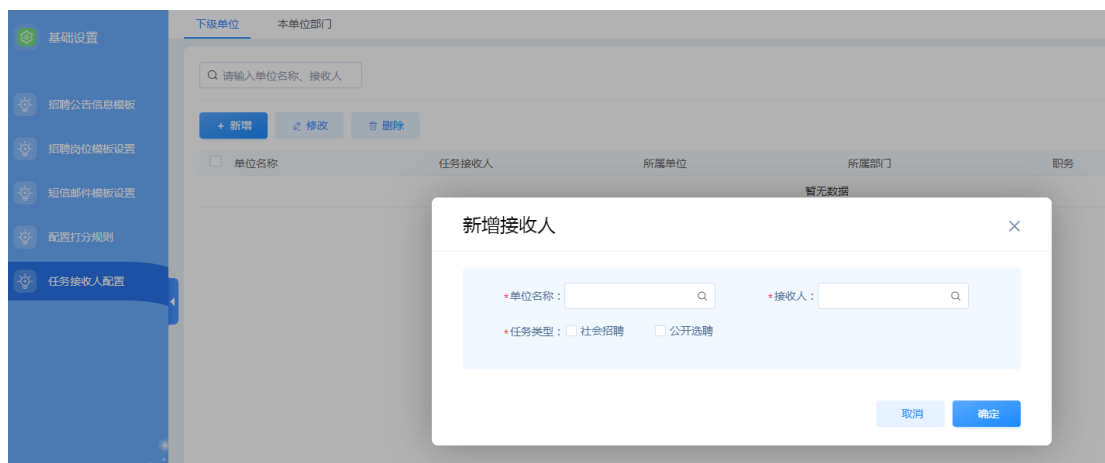 基础设置
招聘公告信息模板
招聘岗位模板设置
短信邮件模板设置
配置打分规则
任务接收人配置
下级单位 本单位部门
请输入单位名称、接收人
+ 新增 修改 删除
单位名称 任务接收人 所属单位 所属部门 职务
暂无数据
新增接收人
*单位名称： *接收人：
*任务类型： 社会招聘 公开选聘
取消 确定